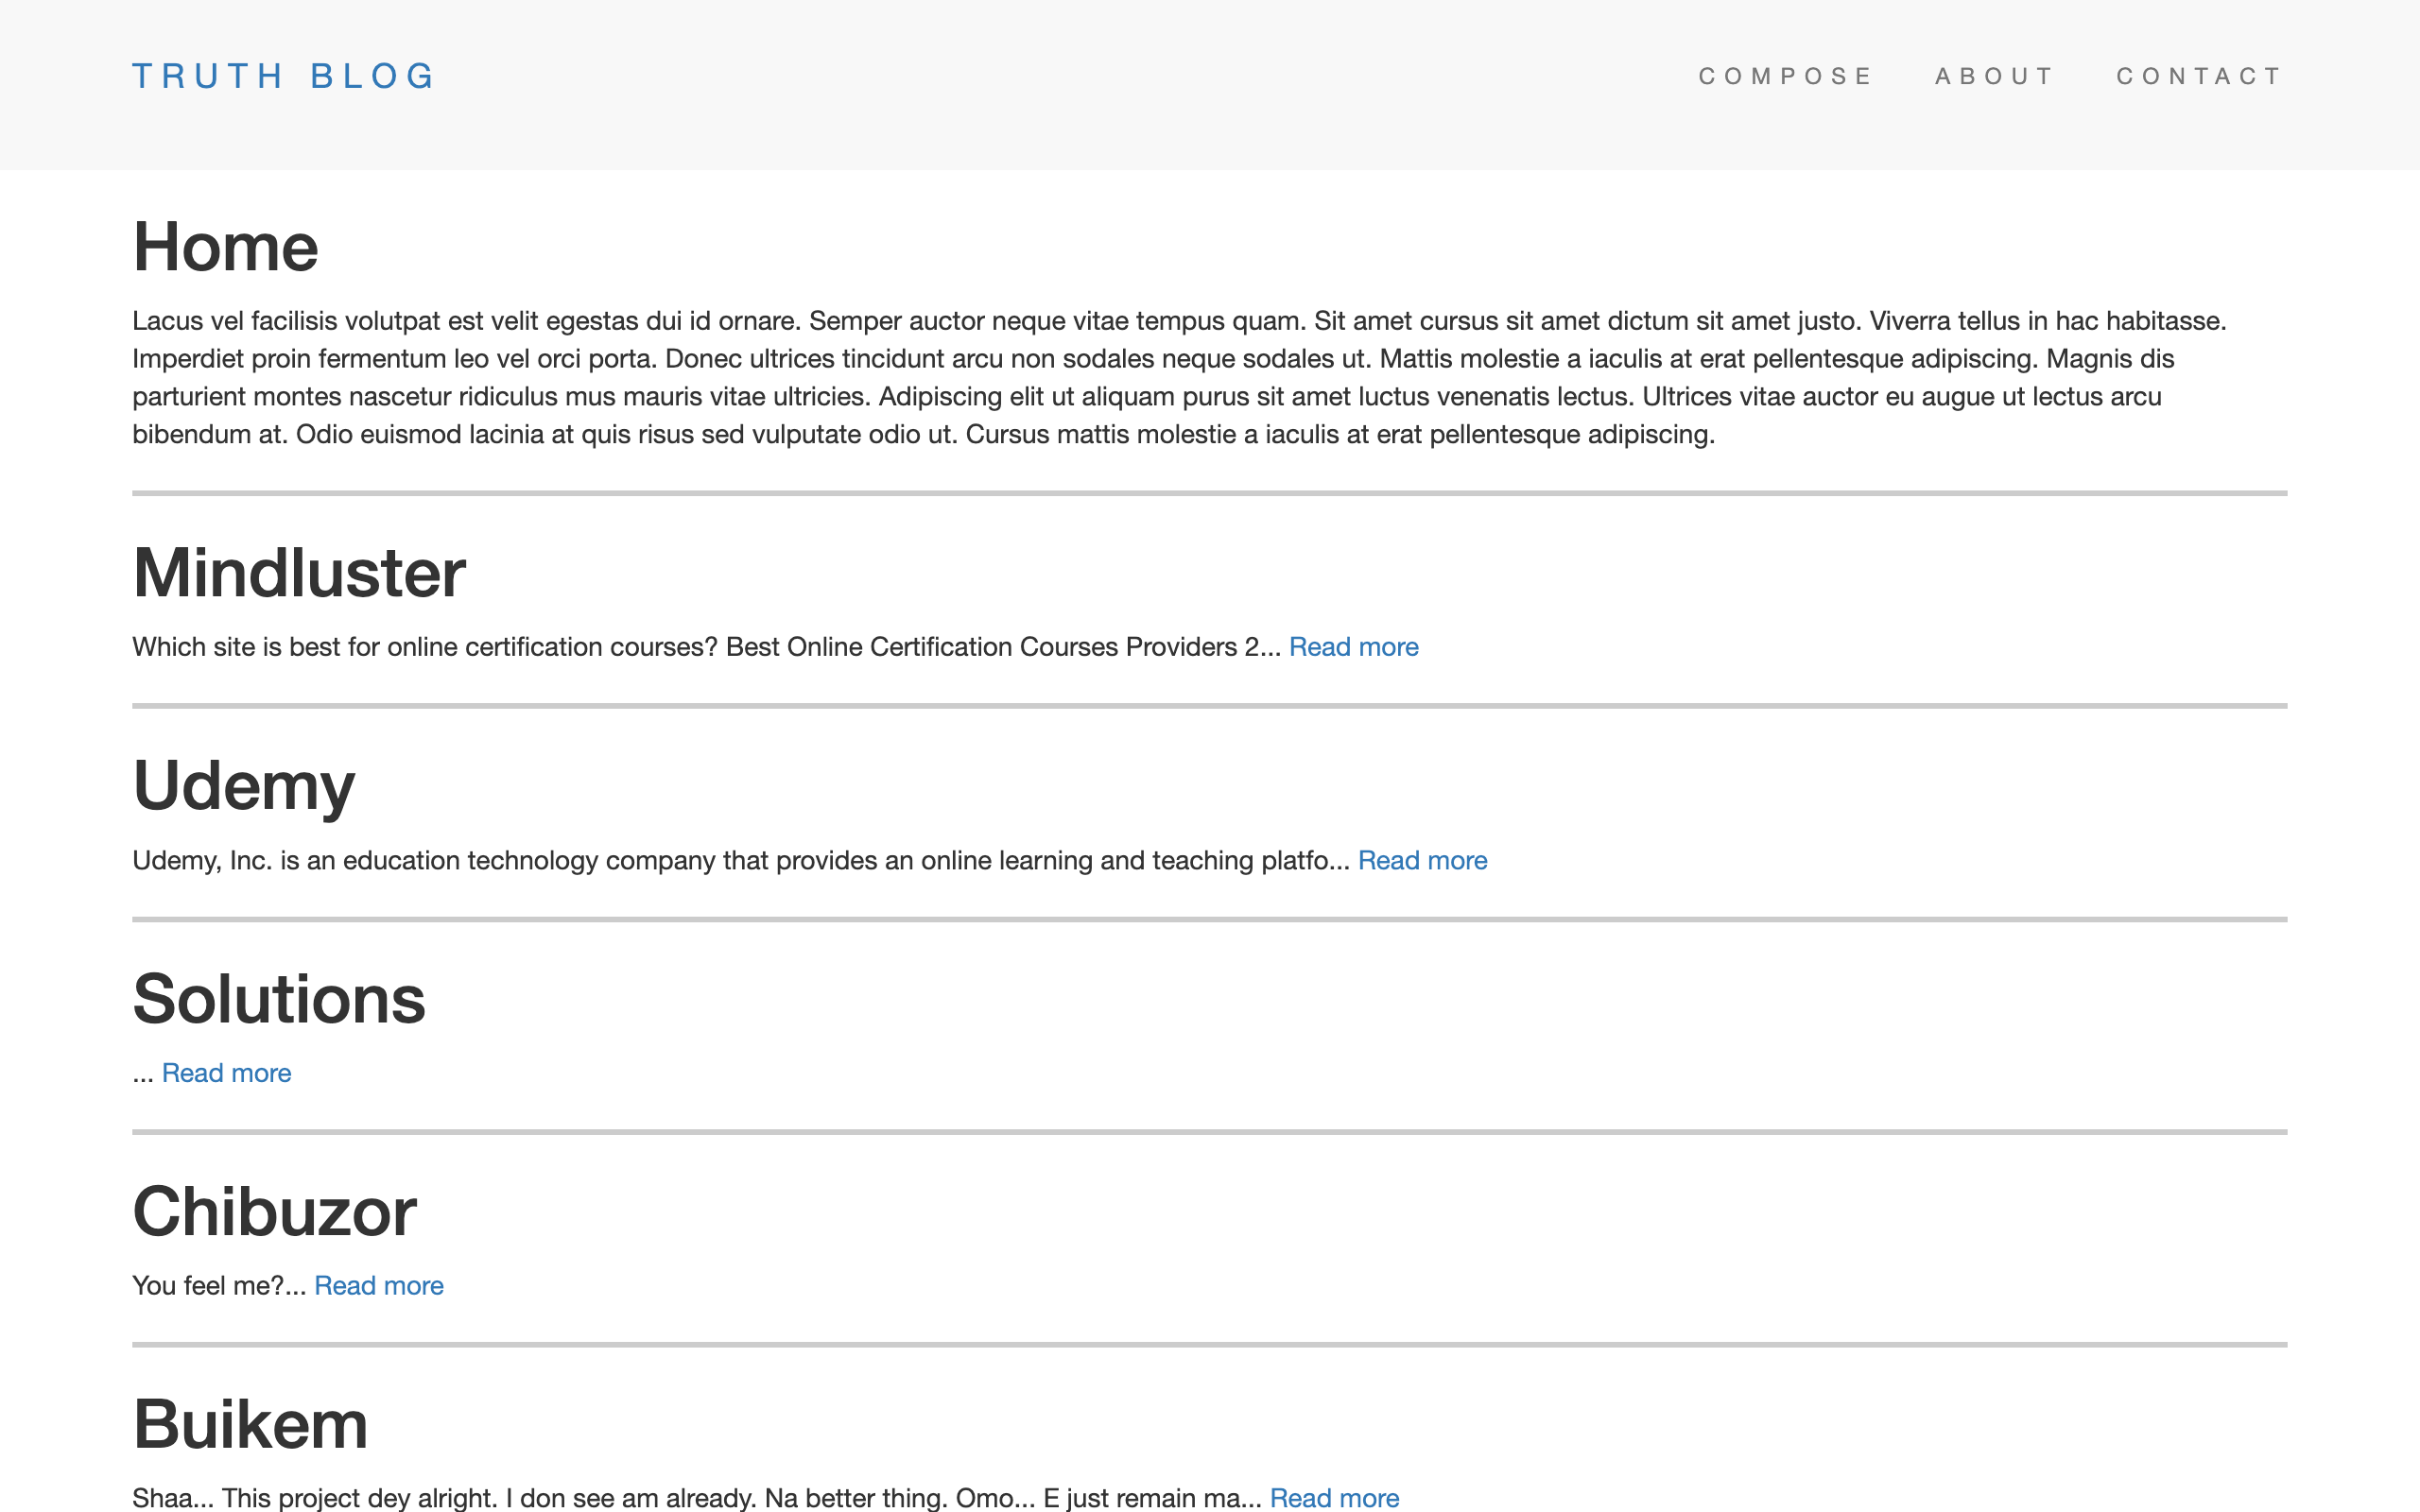 TRUTH BLOG
COMPOSE ABOUT CONTACT
Home
Lacus vel facilisis volutpat est velit egestas dui id ornare. Semper auctor neque vitae tempus quam. Sit amet cursus sit amet dictum sit amet justo. Viverra tellus in hac habitasse.
Imperdiet proin fermentum leo vel orci porta. Donec ultrices tincidunt arcu non sodales neque sodales ut. Mattis molestie a iaculis at erat pellentesque adipiscing. Magnis dis
parturient montes nascetur ridiculus mus mauris vitae ultricies. Adipiscing elit ut aliquam purus sit amet luctus venenatis lectus. Ultrices vitae auctor eu augue ut lectus arcu
bibendum at. Odio euismod lacinia at quis risus sed vulputate odio ut. Cursus mattis molestie a iaculis at erat pellentesque adipiscing.
Mindluster
Which site is best for online certification courses? Best Online Certification Courses Providers 2... Read more
Udemy
Udemy, Inc. is an education technology company that provides an online learning and teaching platfo... Read more
Solutions
... Read more
Chibuzor
You feel me?... Read more
Buikem
Shaa... This project dey alright. I don see am already. Na better thing. Omo... E just remain ma... Read more